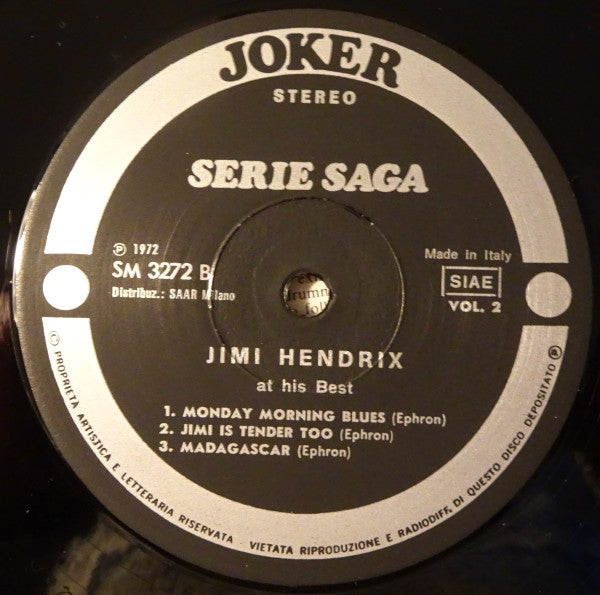 JOKER
STEREO
SERIE SAGA
Ⓟ 1972
SM 3272 B
Distribuz.: SAAR Milano
Made in Italy
SIAE
VOL. 2
JIMI HENDRIX
at his Best
1. MONDAY MORNING BLUES (Ephron)
2. JIMI IS TENDER TOO (Ephron)
3. MADAGASCAR (Ephron)
© PROPRIETA ARTISTICA E LETTERARIA RISERVATA - VIETATA RIPRODUZIONE E RADIODIFF. DI QUESTO DISCO DEPOSITATO